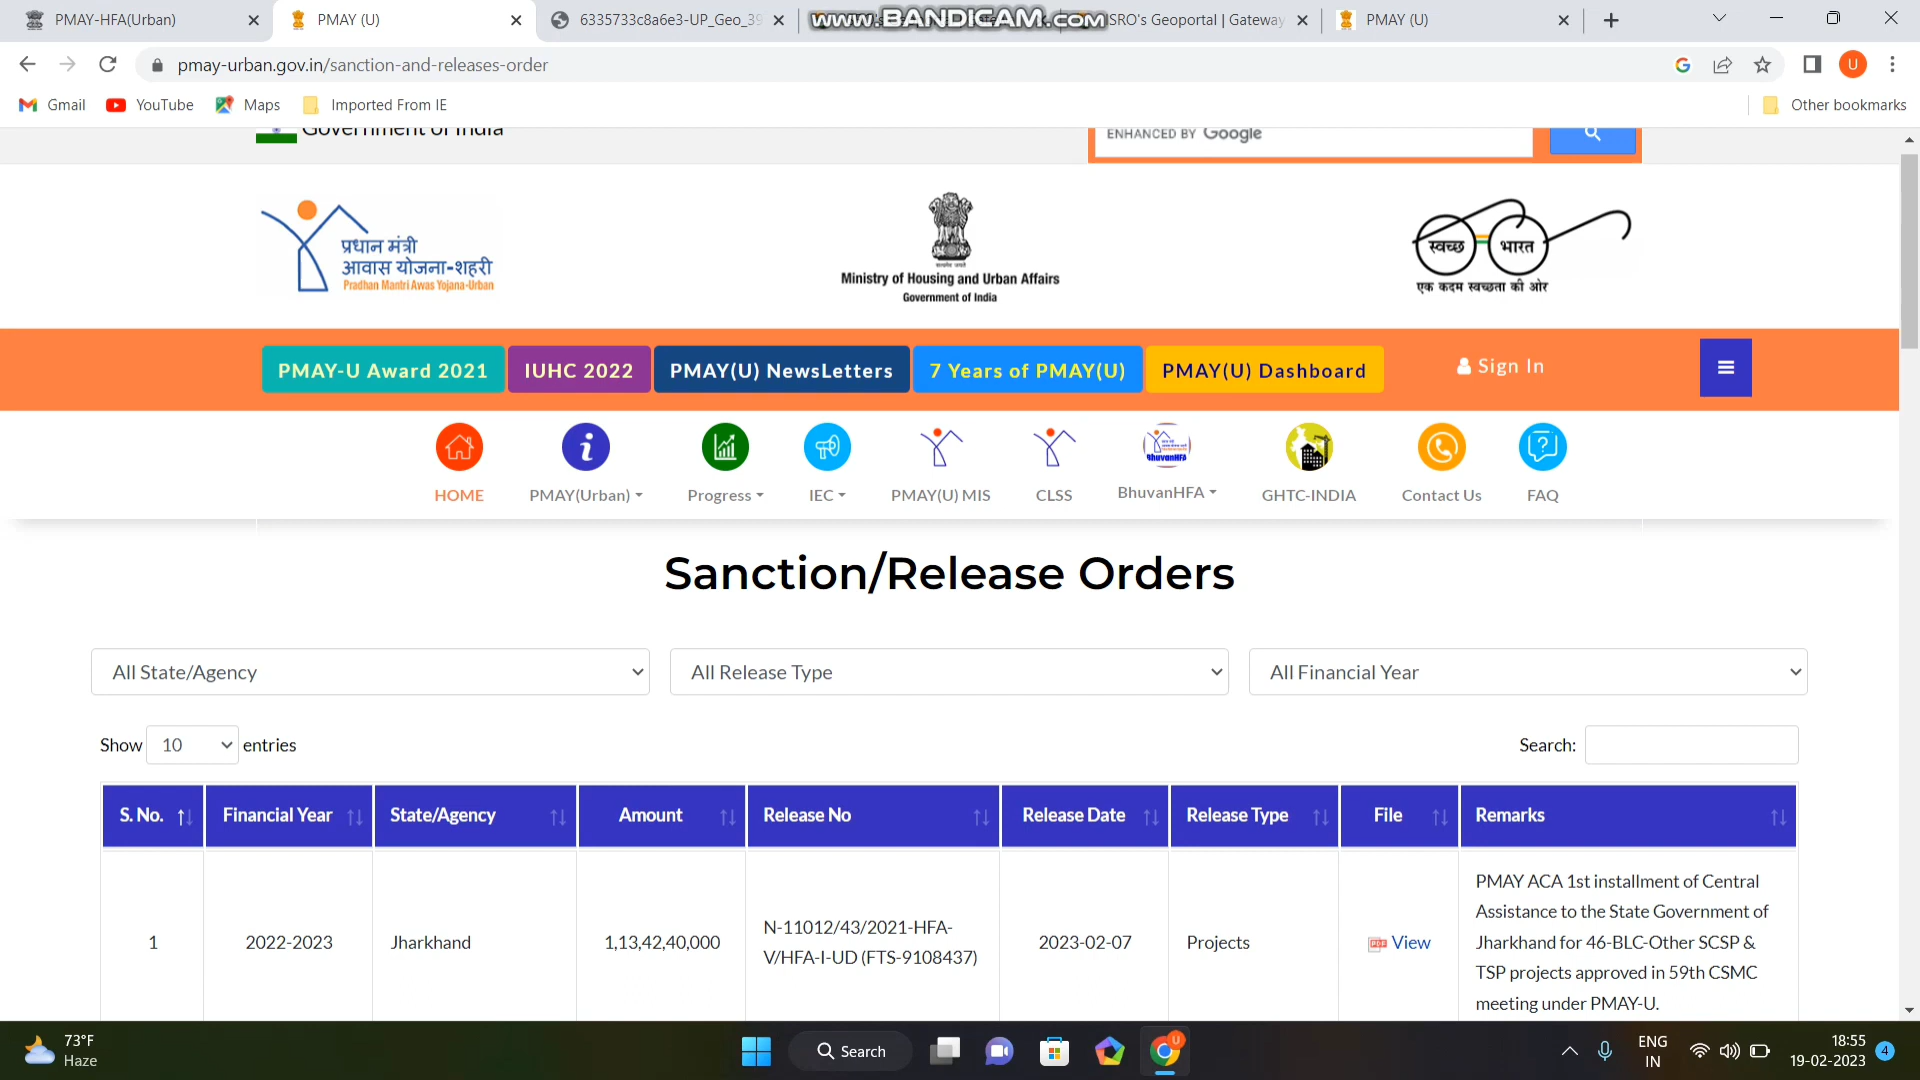 PMAY-HFA(Urban)
PMAY (U)
6335733c8a6e3-UP_Geo_39
www.BANDICAM.com
ISRO's Geoportal | Gateway
PMAY (U)
pmay-urban.gov.in/sanction-and-releases-order
U
Gmail
YouTube
Maps
Imported From IE
Other bookmarks
Government of India
ENHANCED BY Google
प्रधान मंत्री
आवास योजना-शहरी
Pradhan Mantri Awas Yojana-Urban
Ministry of Housing and Urban Affairs
Government of India
स्वच्छ भारत
एक कदम स्वच्छता की ओर
PMAY-U Award 2021
IUHC 2022
PMAY(U) NewsLetters
7 Years of PMAY(U)
PMAY(U) Dashboard
Sign In
BhuvanHFA
HOME
PMAY(Urban)
Progress
IEC
PMAY(U) MIS
CLSS
BhuvanHFA
GHTC-INDIA
Contact Us
FAQ
Sanction/Release Orders
All State/Agency
All Release Type
All Financial Year
Show 10 entries
Search:
S. No.
Financial Year
State/Agency
Amount
Release No
Release Date
Release Type
File
Remarks
1
2022-2023
Jharkhand
1,13,42,40,000
N-11012/43/2021-HFA-
V/HFA-I-UD (FTS-9108437)
2023-02-07
Projects
PDF View
PMAY ACA 1st installment of Central
Assistance to the State Government of
Jharkhand for 46-BLC-Other SCSP &
TSP projects approved in 59th CSMC
meeting under PMAY-U.
73°F
Haze
Search
U
ENG
IN
18:55
19-02-2023
4